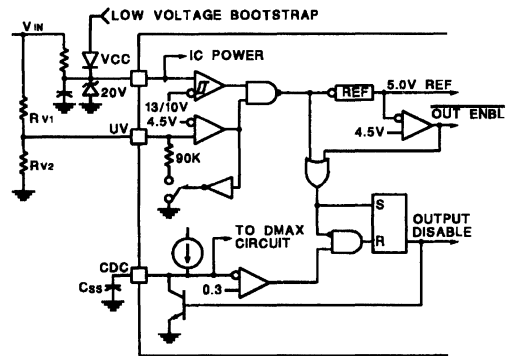 LOW VOLTAGE BOOTSTRAP
VIN
VCC
IC POWER
20V
13/10V
REF
5.0V REF
4.5V
4.5V
OUT ENBL
RV1
UV
90K
RV2
S
TO DMAX
CIRCUIT
OUTPUT
DISABLE
R
CDC
CSS
0.3